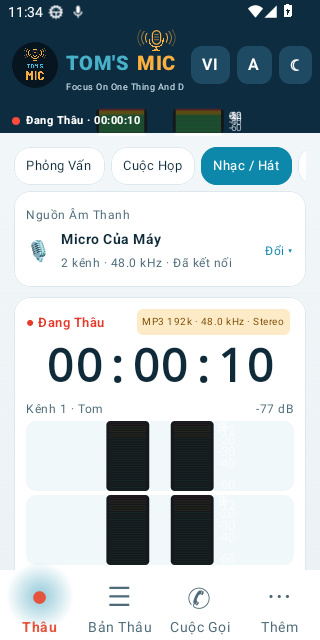 11:34
TOM'S MIC
TOM'S MIC
Focus On One Thing And D
VI
A
Đang Thâu · 00:00:10
Phỏng Vấn
Cuộc Họp
Nhạc / Hát
Nguồn Âm Thanh
Micro Của Máy
2 kênh · 48.0 kHz · Đã kết nối
Đổi
Đang Thâu
MP3 192k · 48.0 kHz · Stereo
00:00:10
Kênh 1 · Tom
-77 dB
Thâu
Bản Thâu
Cuộc Gọi
Thêm